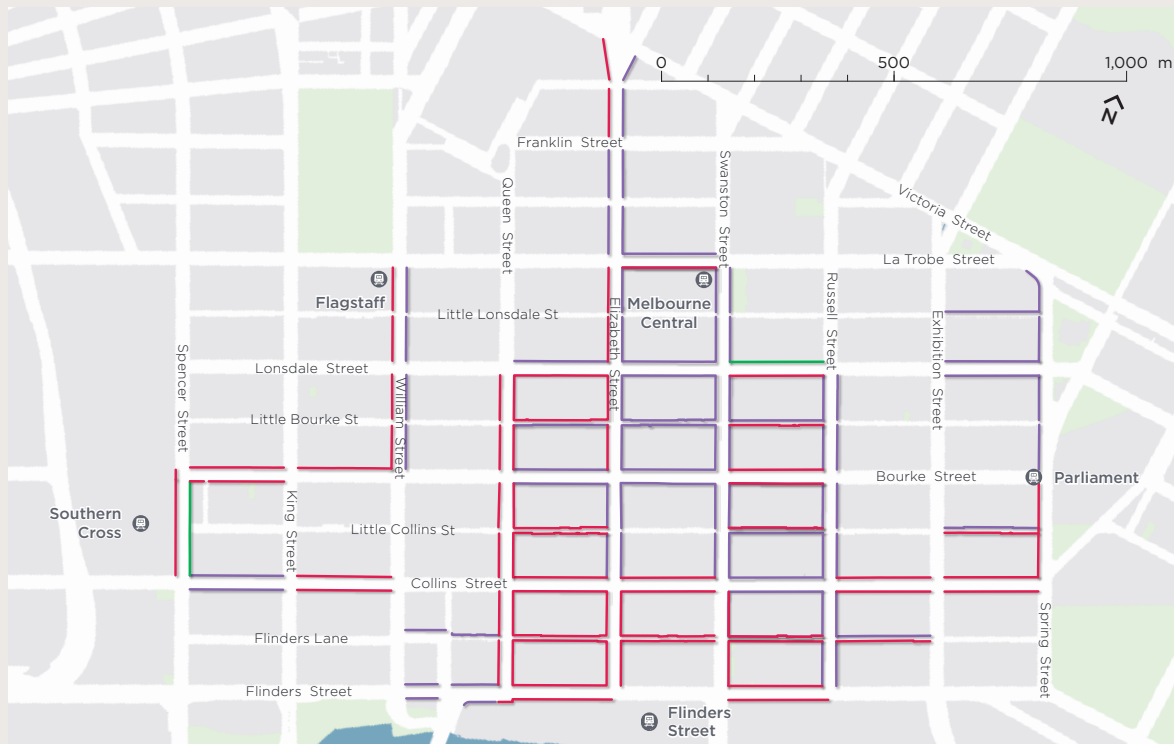 0 500 1,000 m
N
Franklin Street
Swanston Street
Queen Street
Victoria Street
La Trobe Street
Flagstaff
Melbourne
Central
Little Lonsdale St
Elizabeth Street
Russell Street
Exhibition Street
Spencer Street
Lonsdale Street
William Street
Little Bourke St
Bourke Street
Parliament
Southern
Cross
King Street
Little Collins St
Collins Street
Flinders Lane
Spring Street
Flinders Street
Flinders
Street